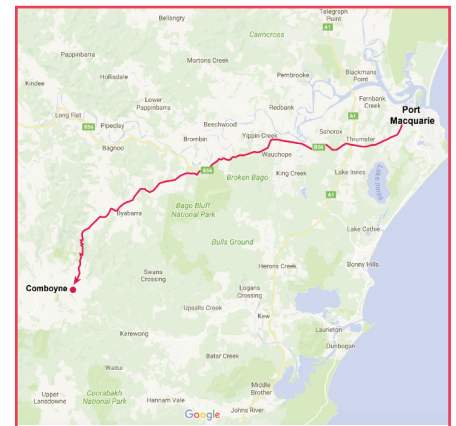 Telegraph
Point
Bellangry
Cairncross
A1
Pappinbarra
Mortons Creek
Hollisdale
Pembrooke
Blackmans
Point
Kindee
Lower
Pappinbarra
Redbank
Fernbank
Creek
Long Flat
Port
Macquarie
Beechwood
A1
B56
Pipeclay
Yippin Creek
Sancrox
Thrumster
Brombin
Bagnoo
B56
Wauchope
B56
Broken Bago
King Creek
Lake Innes
Lake Innes
A1
Bago Bluff
National Park
Byabarra
Lake Cathie
Bulls Ground
Herons Creek
Bonny Hills
Swans
Crossing
Comboyne
Logans
Crossing
Upsalls Creek
Kew
Kerewong
Laurieton
Dunbogan
Batar Creek
Waitui
Middle
Brother
Upper
Lansdowne
Coorabakh
National Park
Hannam Vale
Johns River
Google